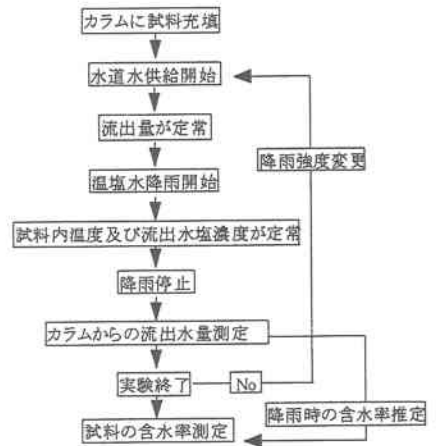 カラムに試料充填
水道水供給開始
流出量が定常
降雨強度変更
温塩水降雨開始
試料内温度及び流出水塩濃度が定常
降雨停止
カラムからの流出水量測定
実験終了
No
降雨時の含水率推定
試料の含水率測定